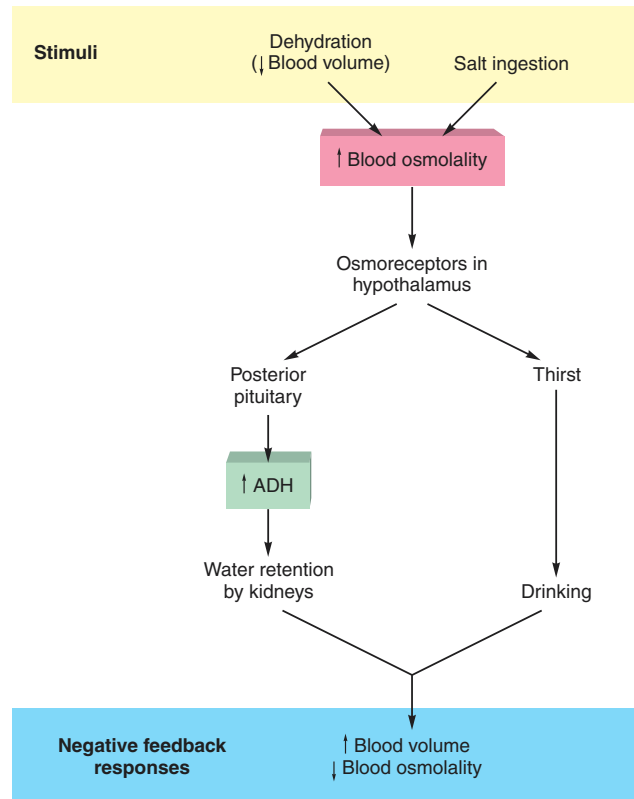 Stimuli
Dehydration
(↓ Blood volume)
Salt ingestion
↑ Blood osmolality
Osmoreceptors in
hypothalamus
Posterior
pituitary
Thirst
↑ ADH
Water retention
by kidneys
Drinking
Negative feedback
responses
↑ Blood volume
↓ Blood osmolality